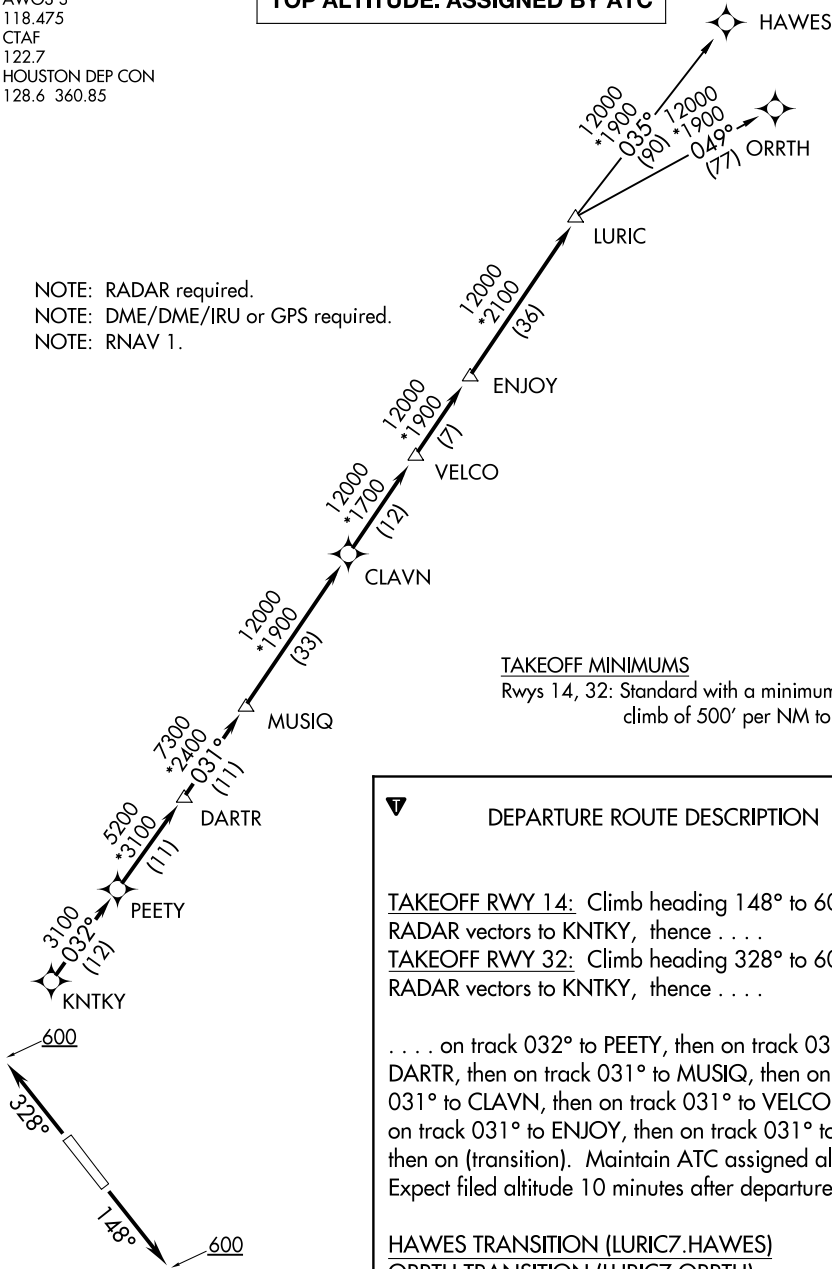 118.475
CTAF
122.7
HOUSTON DEP CON
128.6 360.85
TOP ALTITUDE: ASSIGNED BY ATC
HAWES
12000
*1900
035°
(90)
12000
*1900
049°
(77)
ORRTH
LURIC
NOTE: RADAR required.
NOTE: DME/DME/IRU or GPS required.
NOTE: RNAV 1.
12000
*2100
(36)
ENJOY
12000
*1900
(7)
VELCO
12000
*1700
(12)
CLAVN
12000
*1900
(33)
MUSIQ
TAKEOFF MINIMUMS
Rwys 14, 32: Standard with a minimum
climb of 500' per NM to
7300
*2400
031°
(11)
DARTR
5200
*3100
(11)
PEETY
3100
032°
(12)
KNTKY
600
328°
148°
600
T
DEPARTURE ROUTE DESCRIPTION
TAKEOFF RWY 14: Climb heading 148° to
RADAR vectors to KNTKY, thence . . . .
TAKEOFF RWY 32: Climb heading 328° to
RADAR vectors to KNTKY, thence . . . .
. . . . on track 032° to PEETY, then on track
DARTR, then on track 031° to MUSIQ, then on
031° to CLAVN, then on track 031° to VELCO
on track 031° to ENJOY, then on track 031° to
then on (transition). Maintain ATC assigned
Expect filed altitude 10 minutes after departure
HAWES TRANSITION (LURIC7.HAWES)
ORRTH TRANSITION (LURIC7.ORRTH)